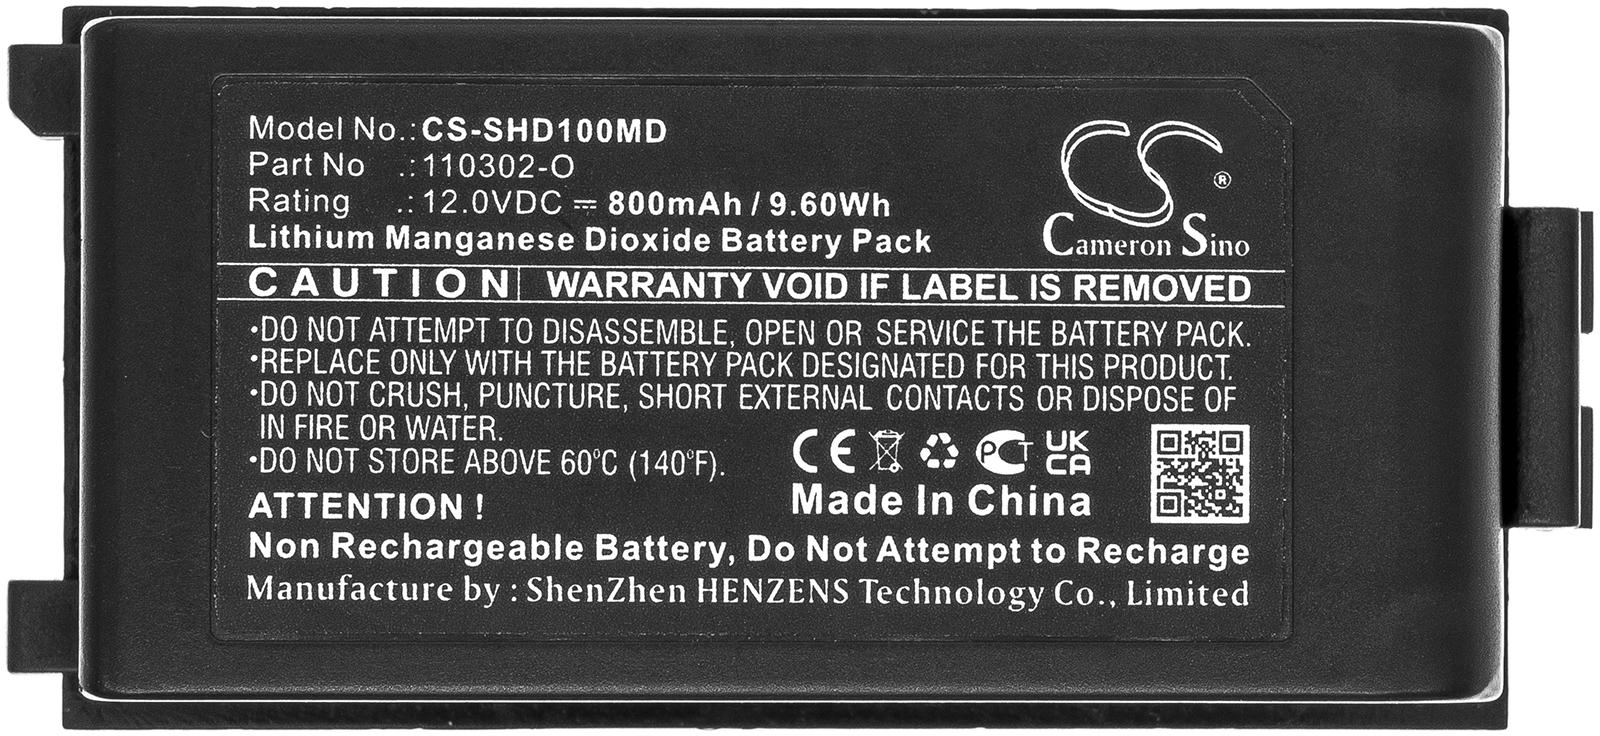 Model No.: CS-SHD100MD
Part No .: 110302-O
Rating .: 12.0VDC ⎓ 800mAh / 9.60Wh
Lithium Manganese Dioxide Battery Pack
CS ®
Cameron Sino
CAUTION | WARRANTY VOID IF LABEL IS REMOVED
•DO NOT ATTEMPT TO DISASSEMBLE, OPEN OR SERVICE THE BATTERY PACK.
•REPLACE ONLY WITH THE BATTERY PACK DESIGNATED FOR THIS PRODUCT.
•DO NOT CRUSH, PUNCTURE, SHORT EXTERNAL CONTACTS OR DISPOSE OF
IN FIRE OR WATER.
•DO NOT STORE ABOVE 60°C (140°F).
CE PCT UK CA
Made In China
ATTENTION !
Non Rechargeable Battery, Do Not Attempt to Recharge
Manufacture by : ShenZhen HENZENS Technology Co., Limited